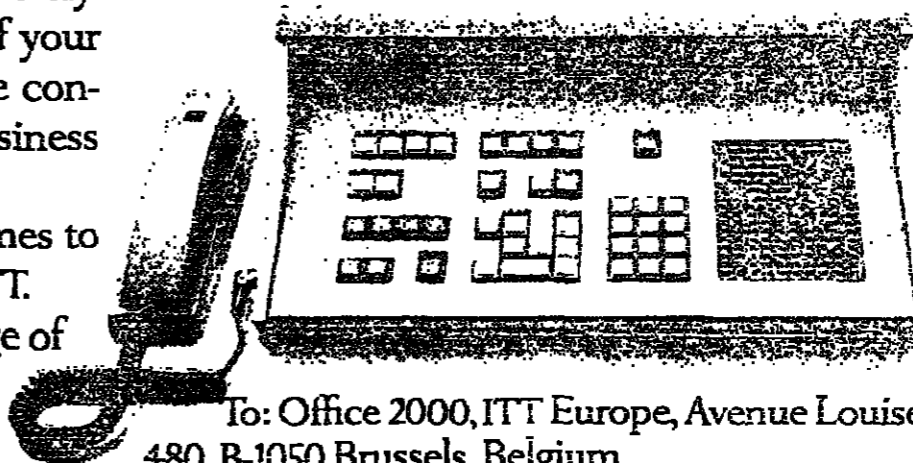 f your
e con-
siness
nes to
T.
e of
To: Office 2000, ITT Europe, Avenue Louise
480, B-1050 Brussels, Belgium